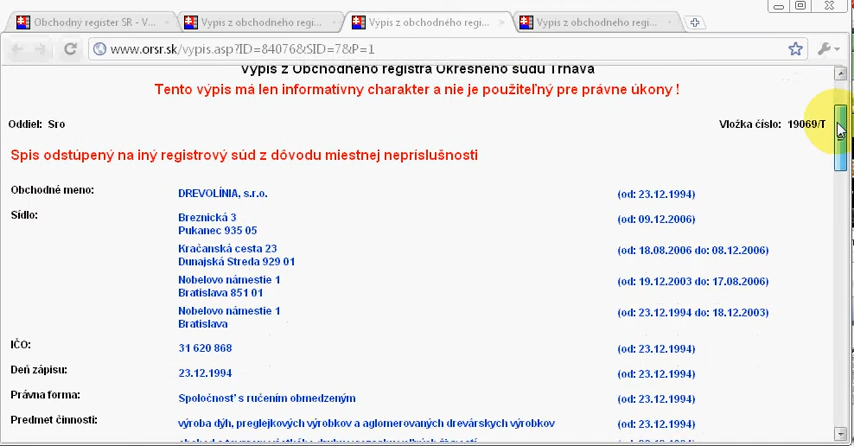 Obchodný register SR - V...
Výpis z obchodného regi...
Výpis z obchodného regi...
Výpis z obchodného regi...
www.orsr.sk/vypis.asp?ID=84076&SID=7&P=1
Výpis z Obchodného registra Okresného súdu Trnava
Tento výpis má len informatívny charakter a nie je použiteľný pre právne úkony !
Oddiel: Sro
Vložka číslo: 19069/T
Spis odstúpený na iný registrový súd z dôvodu miestnej nepríslušnosti
Obchodné meno:
DREVOLÍNIA, s.r.o.
(od: 23.12.1994)
Sídlo:
Breznická 3
Pukanec 935 05
(od: 09.12.2006)
Kračanská cesta 23
Dunajská Streda 929 01
(od: 18.08.2006 do: 08.12.2006)
Nobelovo námestie 1
Bratislava 851 01
(od: 19.12.2003 do: 17.08.2006)
Nobelovo námestie 1
Bratislava
(od: 23.12.1994 do: 18.12.2003)
IČO:
31 620 868
(od: 23.12.1994)
Deň zápisu:
23.12.1994
(od: 23.12.1994)
Právna forma:
Spoločnosť s ručením obmedzeným
(od: 23.12.1994)
Predmet činnosti:
výroba dýh, preglejkových výrobkov a aglomerovaných drevárskych výrobkov
(od: 23.12.1994)